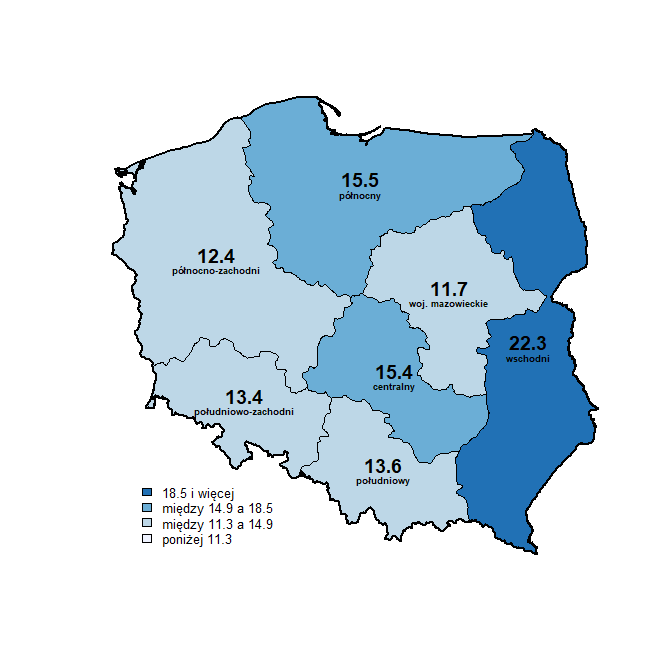 15.5
północny
12.4
północno-zachodni
11.7
woj. mazowieckie
22.3
wschodni
15.4
centralny
13.4
południowo-zachodni
13.6
południowy
18.5 i więcej
między 14.9 a 18.5
między 11.3 a 14.9
poniżej 11.3